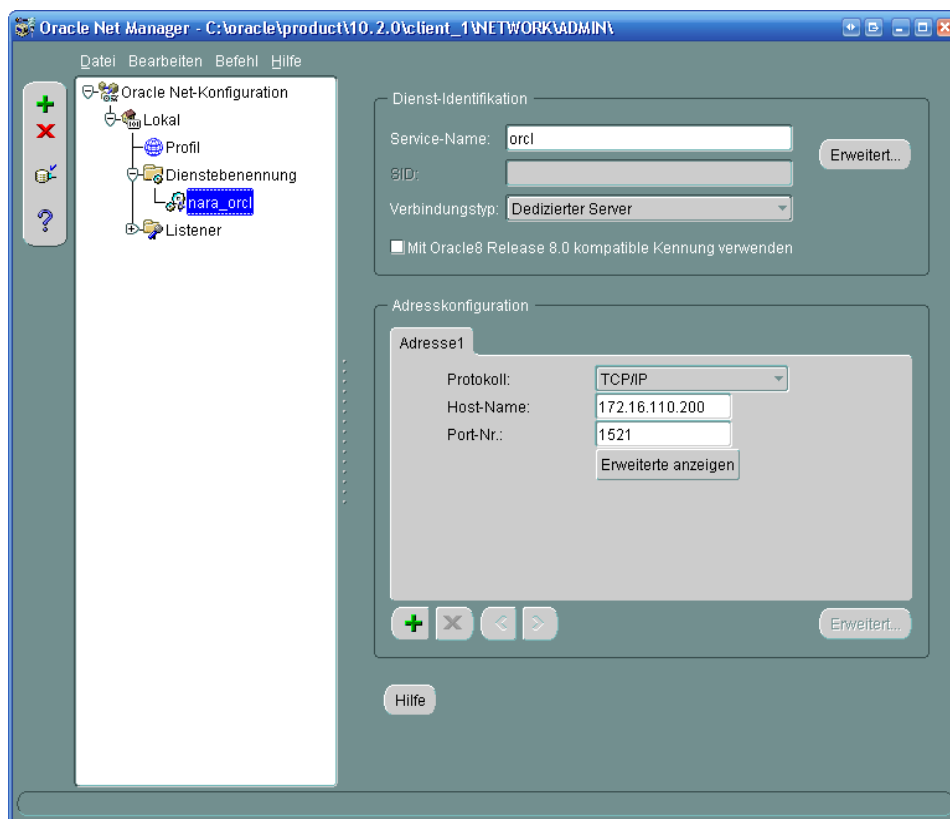 Oracle Net Manager - C:\oracle\product\10.2.0\client_1\NETWORK\ADMIN\
Datei Bearbeiten Befehl Hilfe
Oracle Net-Konfiguration
Lokal
Profil
Dienstebenennung
nara_orcl
Listener
Dienst-Identifikation
Service-Name: orcl
Erweitert...
SID:
Verbindungstyp: Dedizierter Server
Mit Oracle8 Release 8.0 kompatible Kennung verwenden
Adresskonfiguration
Adresse1
Protokoll: TCP/IP
Host-Name: 172.16.110.200
Port-Nr.: 1521
Erweiterte anzeigen
Erweitert...
Hilfe